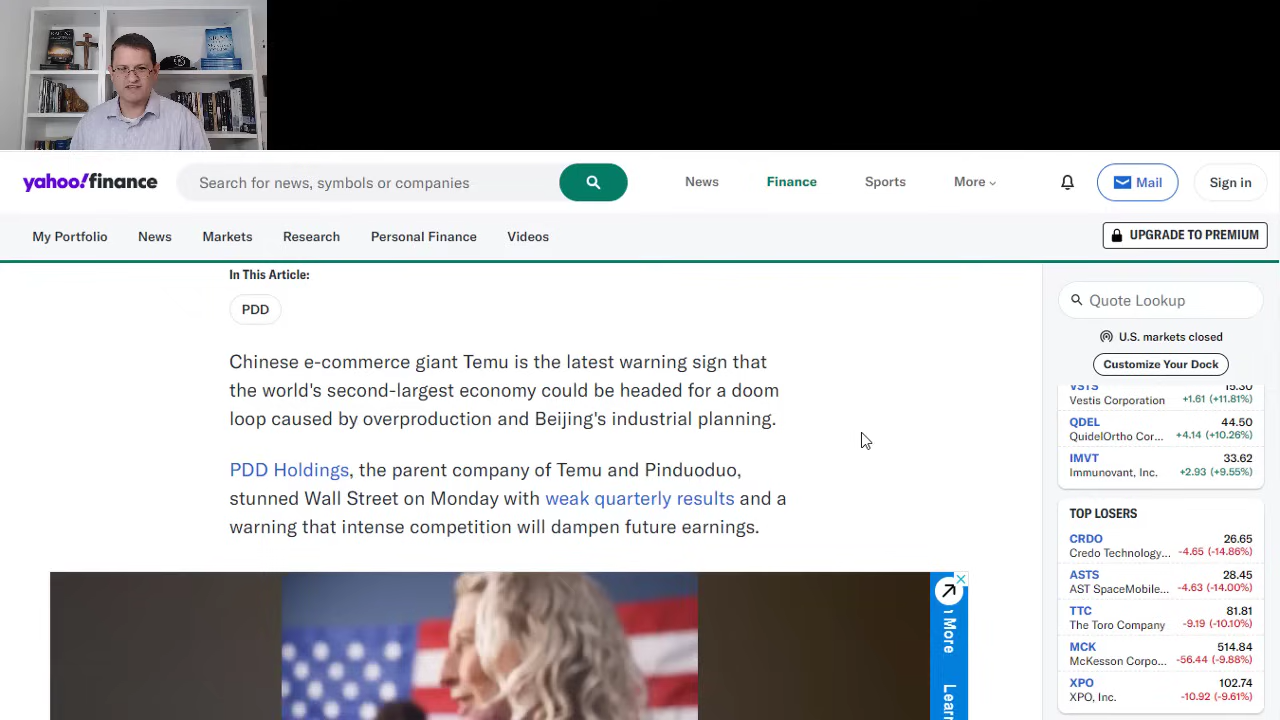 yahoo!finance
Search for news, symbols or companies
News
Finance
Sports
More
Mail
Sign in
My Portfolio
News
Markets
Research
Personal Finance
Videos
UPGRADE TO PREMIUM
In This Article:
PDD
Chinese e-commerce giant Temu is the latest warning sign that
the world's second-largest economy could be headed for a doom
loop caused by overproduction and Beijing's industrial planning.
PDD Holdings, the parent company of Temu and Pinduoduo,
stunned Wall Street on Monday with weak quarterly results and a
warning that intense competition will dampen future earnings.
Quote Lookup
U.S. markets closed
Customize Your Dock
VSTS 15.30
Vestis Corporation +1.61 (+11.81%)
QDEL 44.50
QuidelOrtho Cor... +4.14 (+10.26%)
IMVT 33.62
Immunovant, Inc. +2.93 (+9.55%)
TOP LOSERS
CRDO 26.65
Credo Technology... -4.65 (-14.86%)
ASTS 28.45
AST SpaceMobile... -4.63 (-14.00%)
TTC 81.81
The Toro Company -9.19 (-10.10%)
MCK 514.84
McKesson Corpo... -56.44 (-9.88%)
XPO 102.74
XPO, Inc. -10.92 (-9.61%)